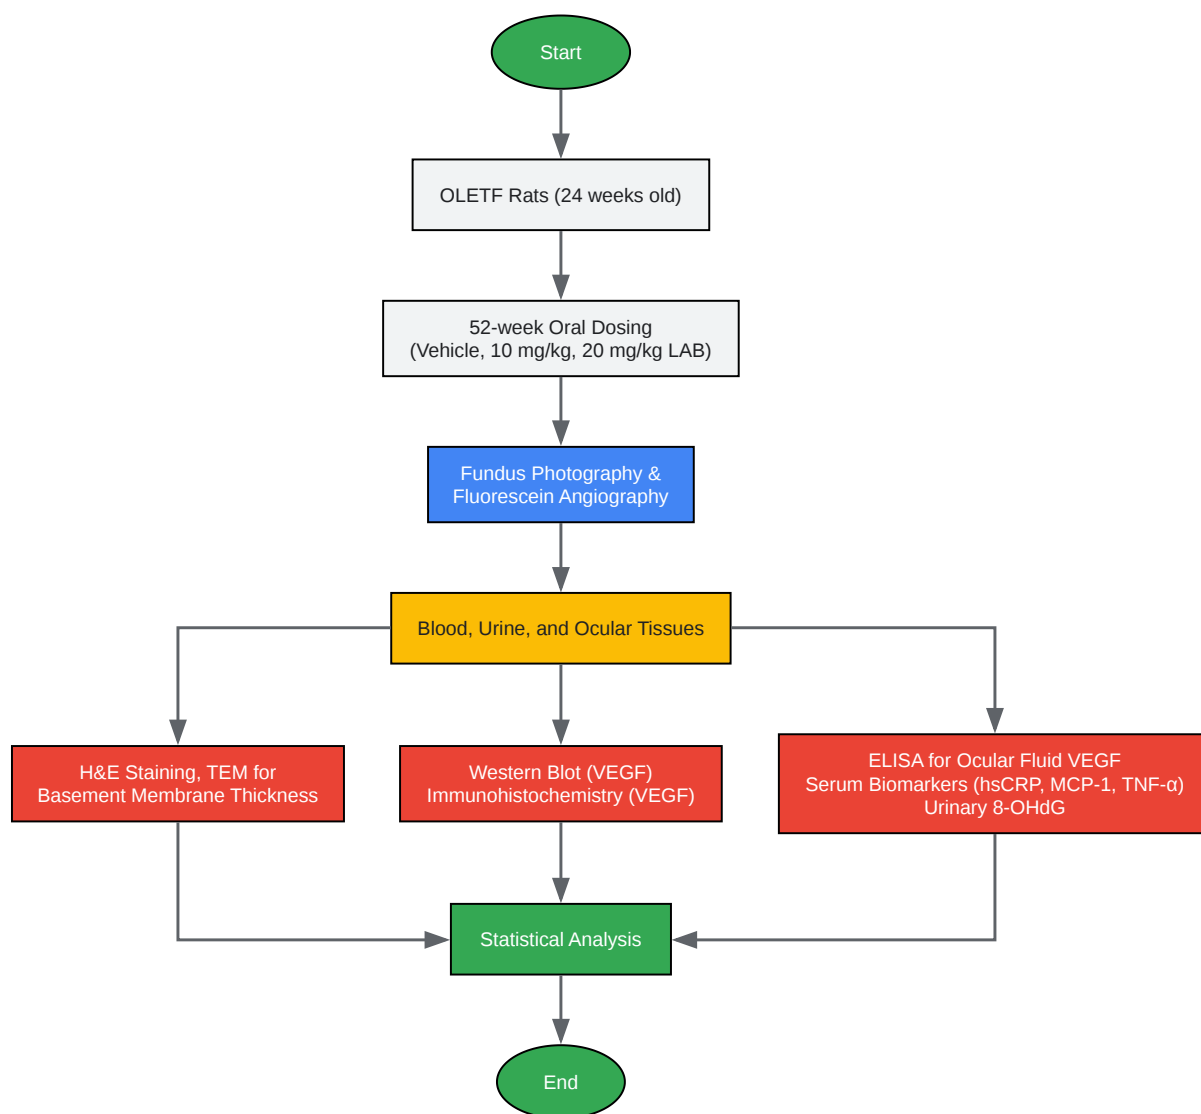 Start
OLETF Rats (24 weeks old)
52-week Oral Dosing
(Vehicle, 10 mg/kg, 20 mg/kg LAB)
Fundus Photography &
Fluorescein Angiography
Blood, Urine, and Ocular Tissues
H&E Staining, TEM for
Basement Membrane Thickness
Western Blot (VEGF)
Immunohistochemistry (VEGF)
ELISA for Ocular Fluid VEGF
Serum Biomarkers (hsCRP, MCP-1, TNF-α)
Urinary 8-OHdG
Statistical Analysis
End